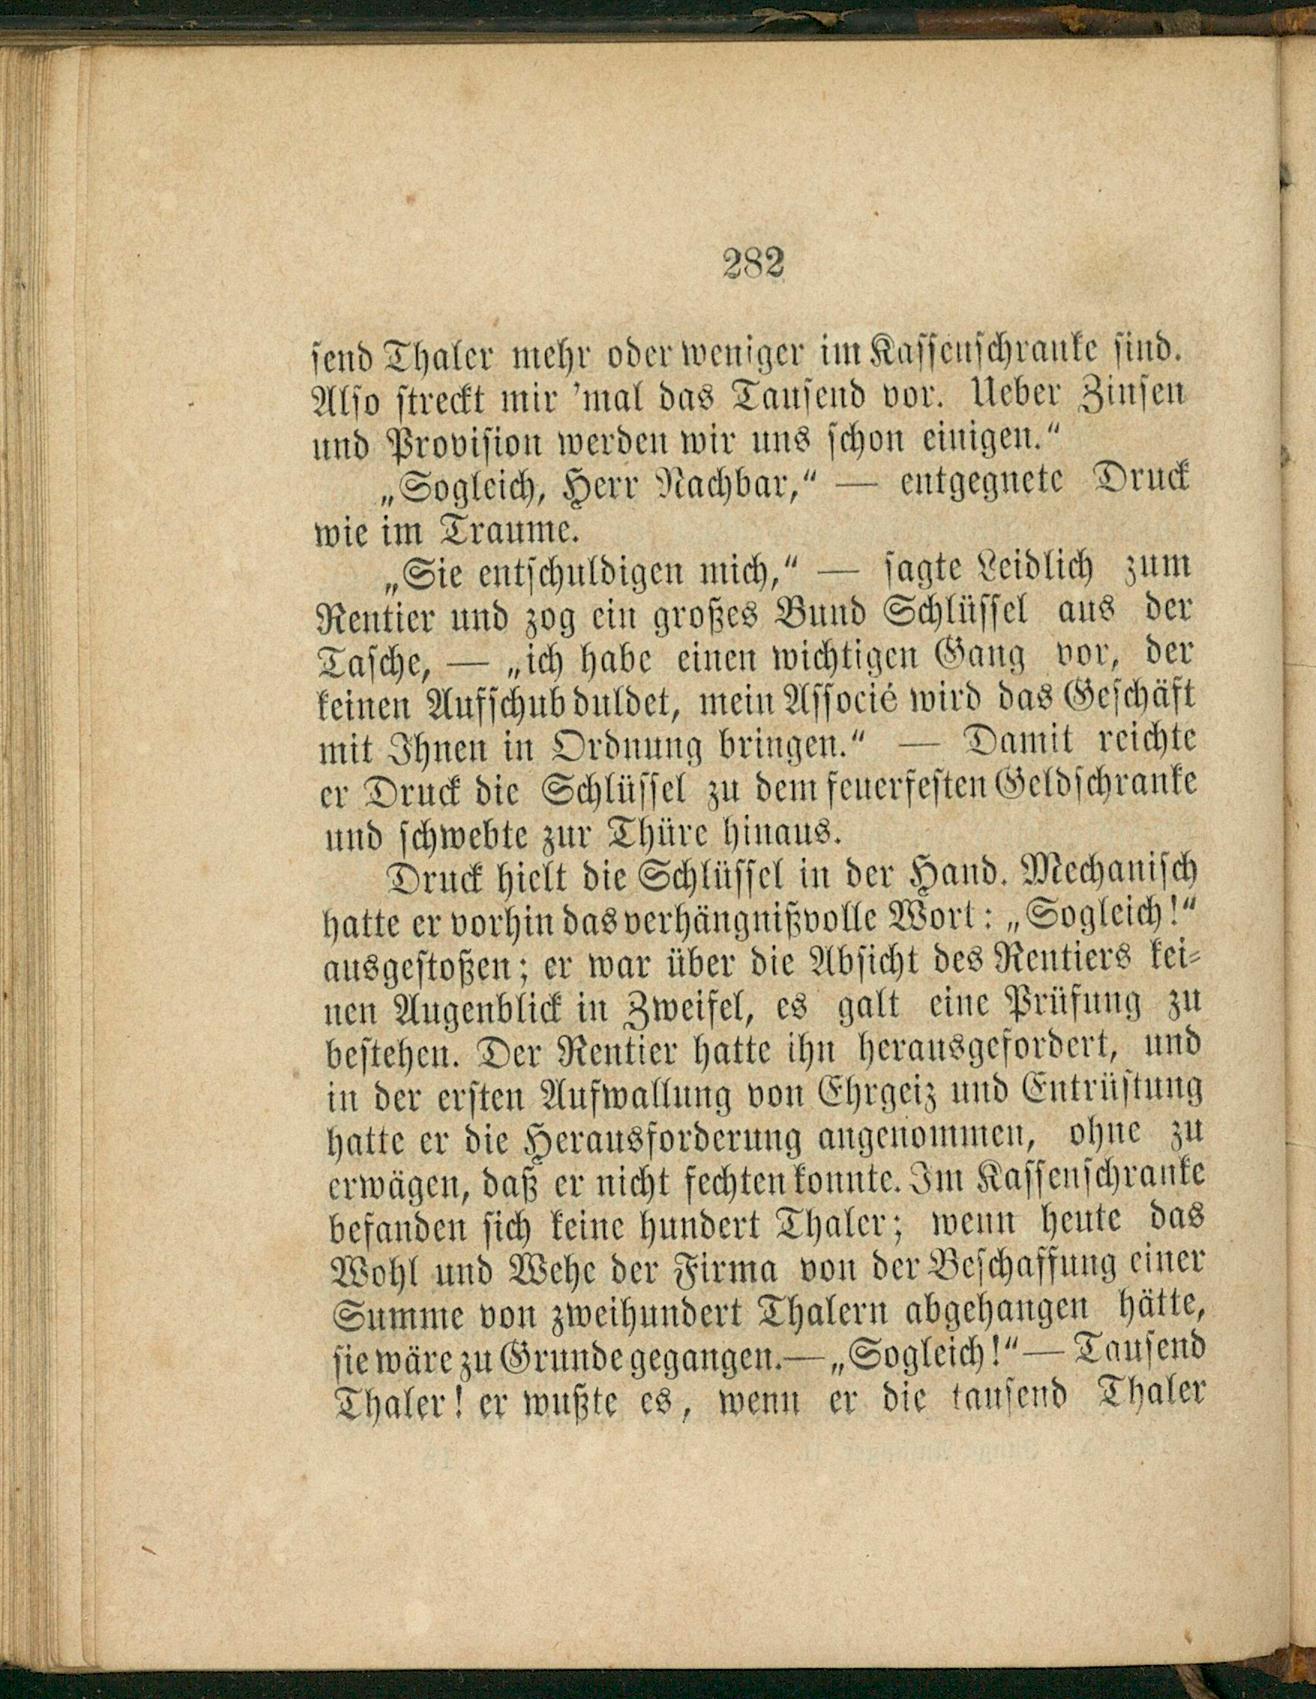 282
send Thaler mehr oder weniger im Kassenschranke sind.
Also streckt mir 'mal das Tausend vor. Ueber Zinsen
und Provision werden wir uns schon einigen.“
„Sogleich, Herr Nachbar,“ — entgegnete Druck
wie im Traume.
„Sie entschuldigen mich,“ — sagte Leidlich zum
Rentier und zog ein großes Bund Schlüssel aus der
Tasche, — „ich habe einen wichtigen Gang vor, der
keinen Aufschub duldet, mein Associé wird das Geschäft
mit Ihnen in Ordnung bringen.“ — Damit reichte
er Druck die Schlüssel zu dem feuerfesten Geldschranke
und schwebte zur Thüre hinaus.
Druck hielt die Schlüssel in der Hand. Mechanisch
hatte er vorhin das verhängnißvolle Wort: „Sogleich!“
ausgestoßen; er war über die Absicht des Rentiers kei-
nen Augenblick in Zweifel, es galt eine Prüfung zu
bestehen. Der Rentier hatte ihn herausgefordert, und
in der ersten Aufwallung von Ehrgeiz und Entrüstung
hatte er die Herausforderung angenommen, ohne zu
erwägen, daß er nicht fechten konnte. Im Kassenschranke
befanden sich keine hundert Thaler; wenn heute das
Wohl und Wehe der Firma von der Beschaffung einer
Summe von zweihundert Thalern abgehangen hätte,
sie wäre zu Grunde gegangen.—„Sogleich!“—Tausend
Thaler! er wußte es, wenn er die tausend Thaler